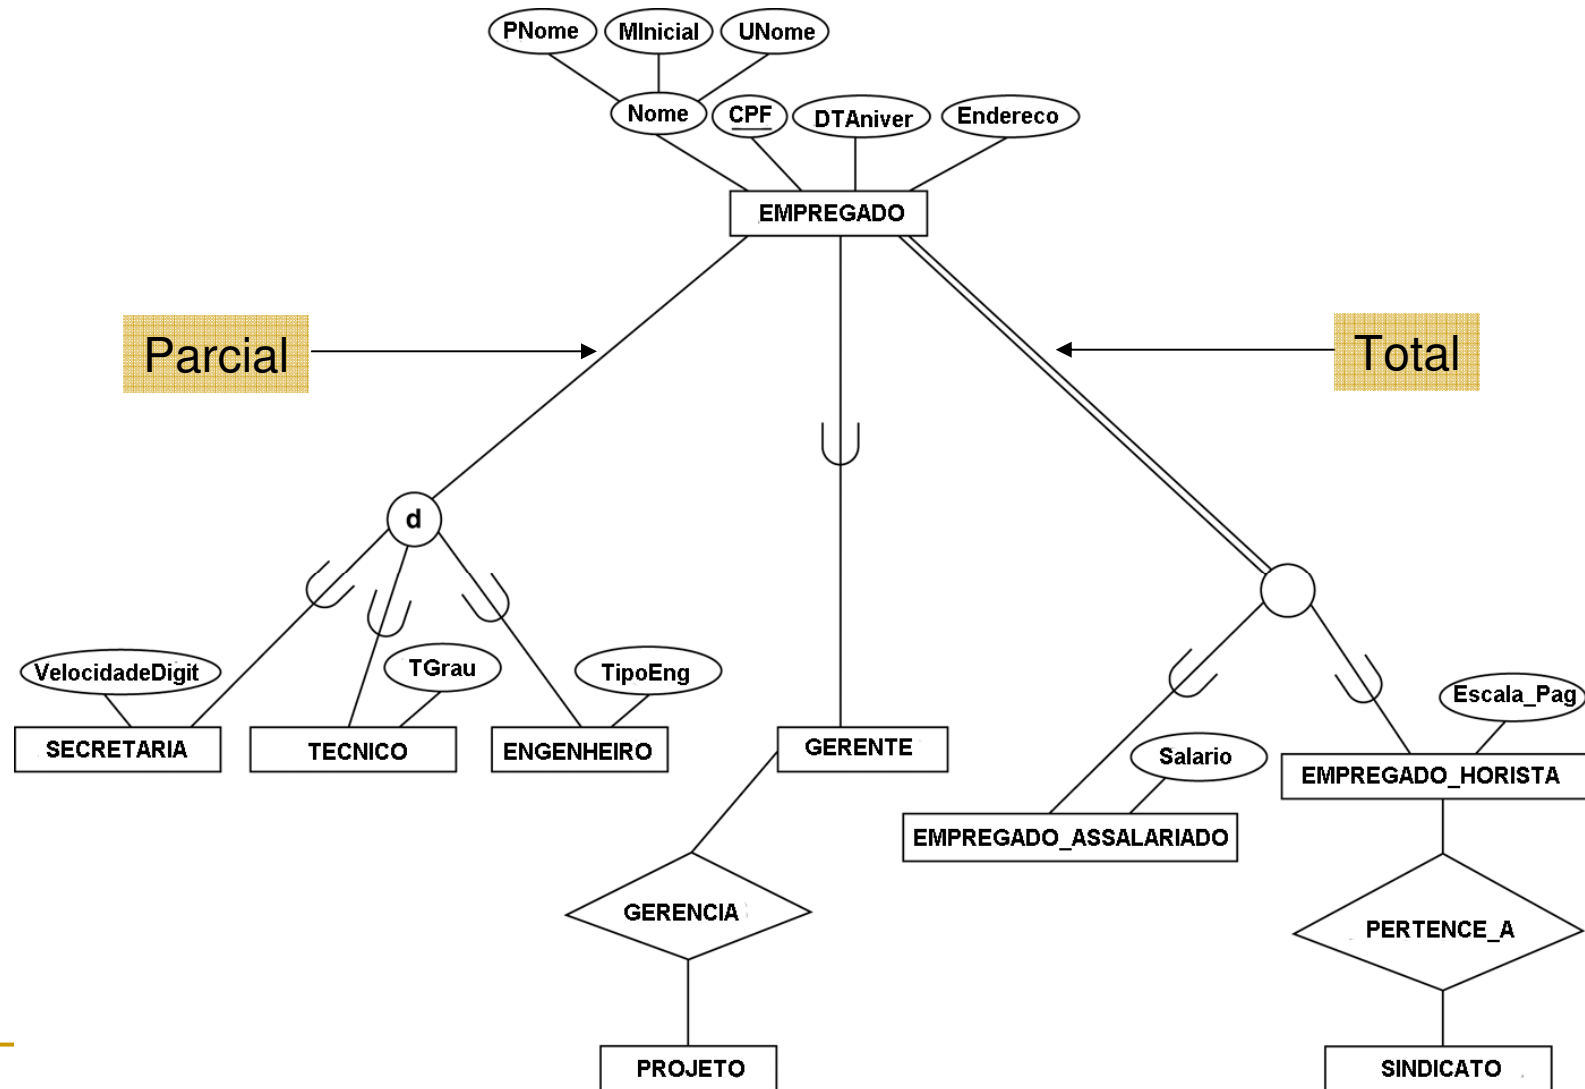 PNome MInicial UNome
Nome CPF DTAniver Endereco
EMPREGADO
Parcial
Total
d
VelocidadeDigit TGrau TipoEng Escala_Pag
SECRETARIA TECNICO ENGENHEIRO GERENTE
Salario EMPREGADO_HORISTA
EMPREGADO_ASSALARIADO
GERENCIA PERTENCE_A
PROJETO SINDICATO